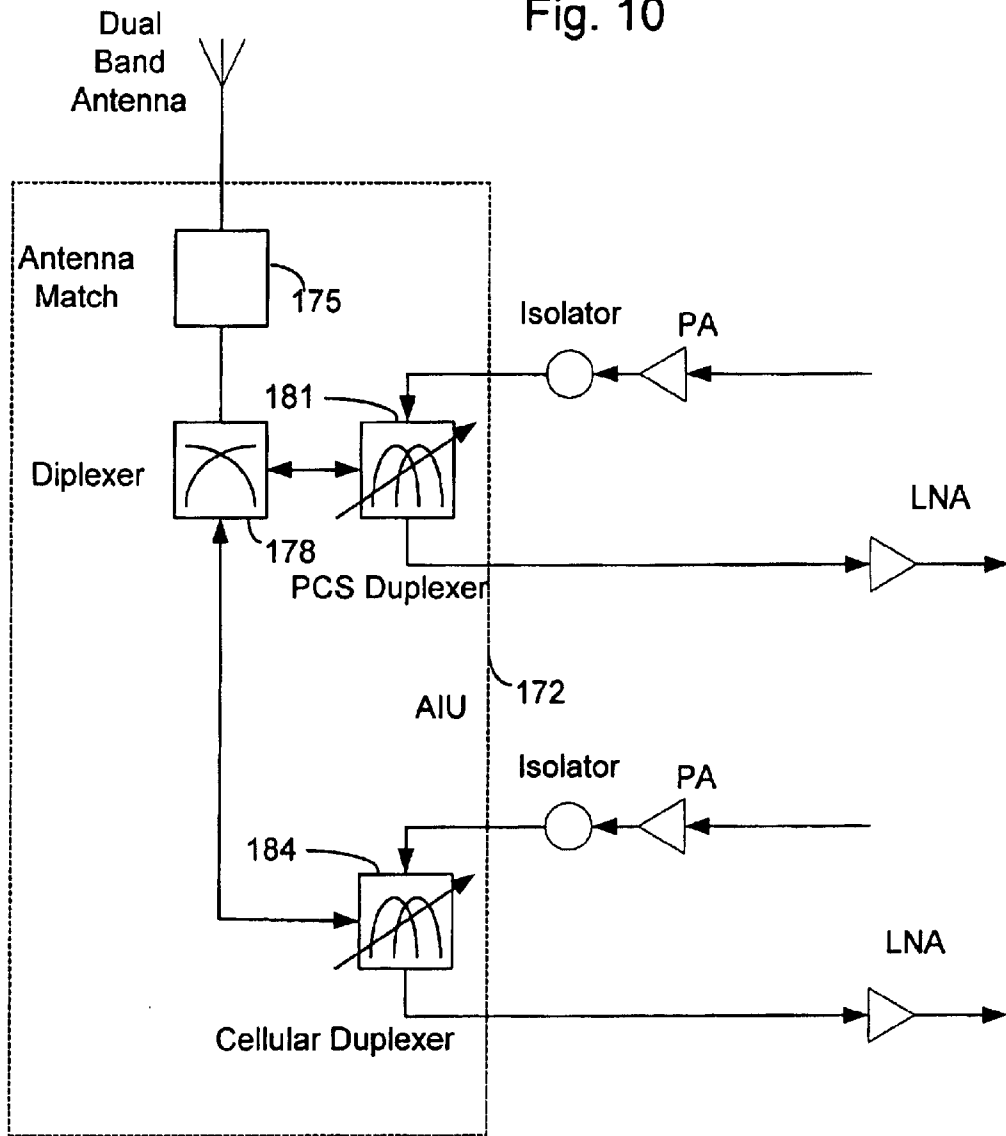 Fig. 10
Dual
Band
Antenna
Antenna
Match
175
Isolator
PA
181
Diplexer
178
LNA
PCS Duplexer
172
AIU
Isolator
PA
184
LNA
Cellular Duplexer